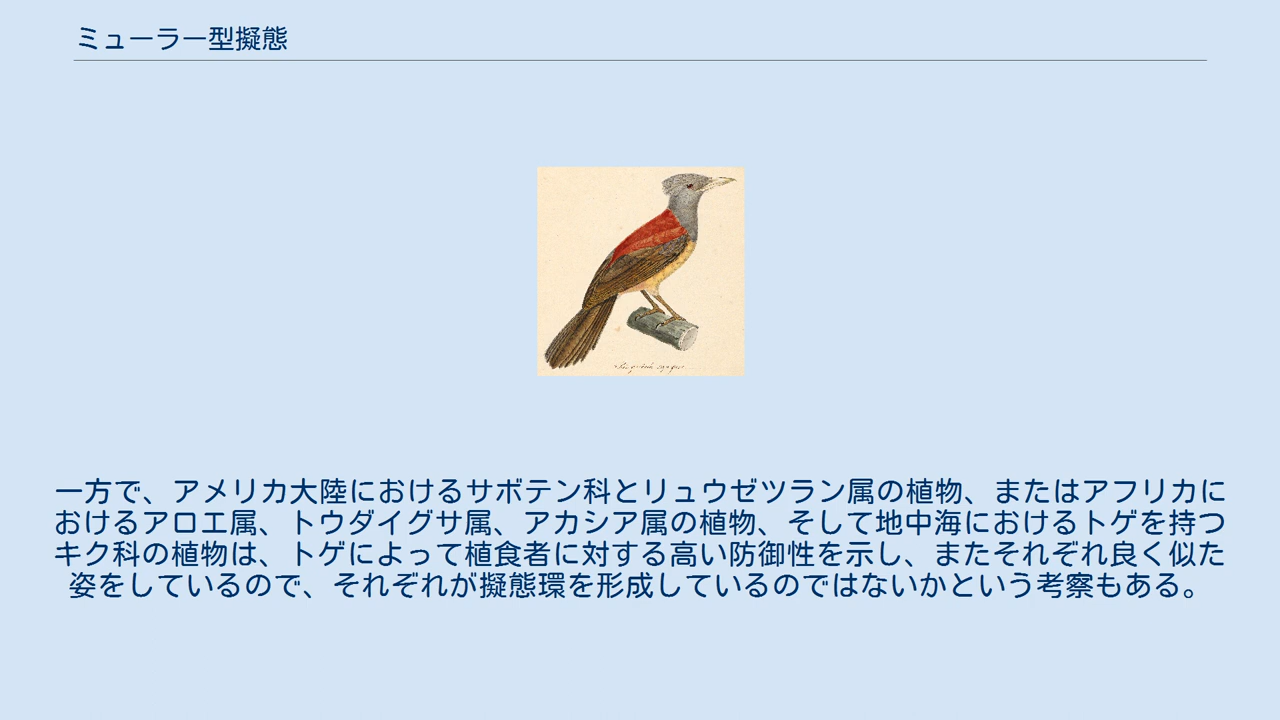 ミューラー型擬態
一方で、アメリカ大陸におけるサボテン科とリュウゼツラン属の植物、またはアフリカに
おけるアロエ属、トウダイグサ属、アカシア属の植物、そして地中海におけるトゲを持つ
キク科の植物は、トゲによって植食者に対する高い防御性を示し、またそれぞれ良く似た
姿をしているので、それぞれが擬態環を形成しているのではないかという考察もある。